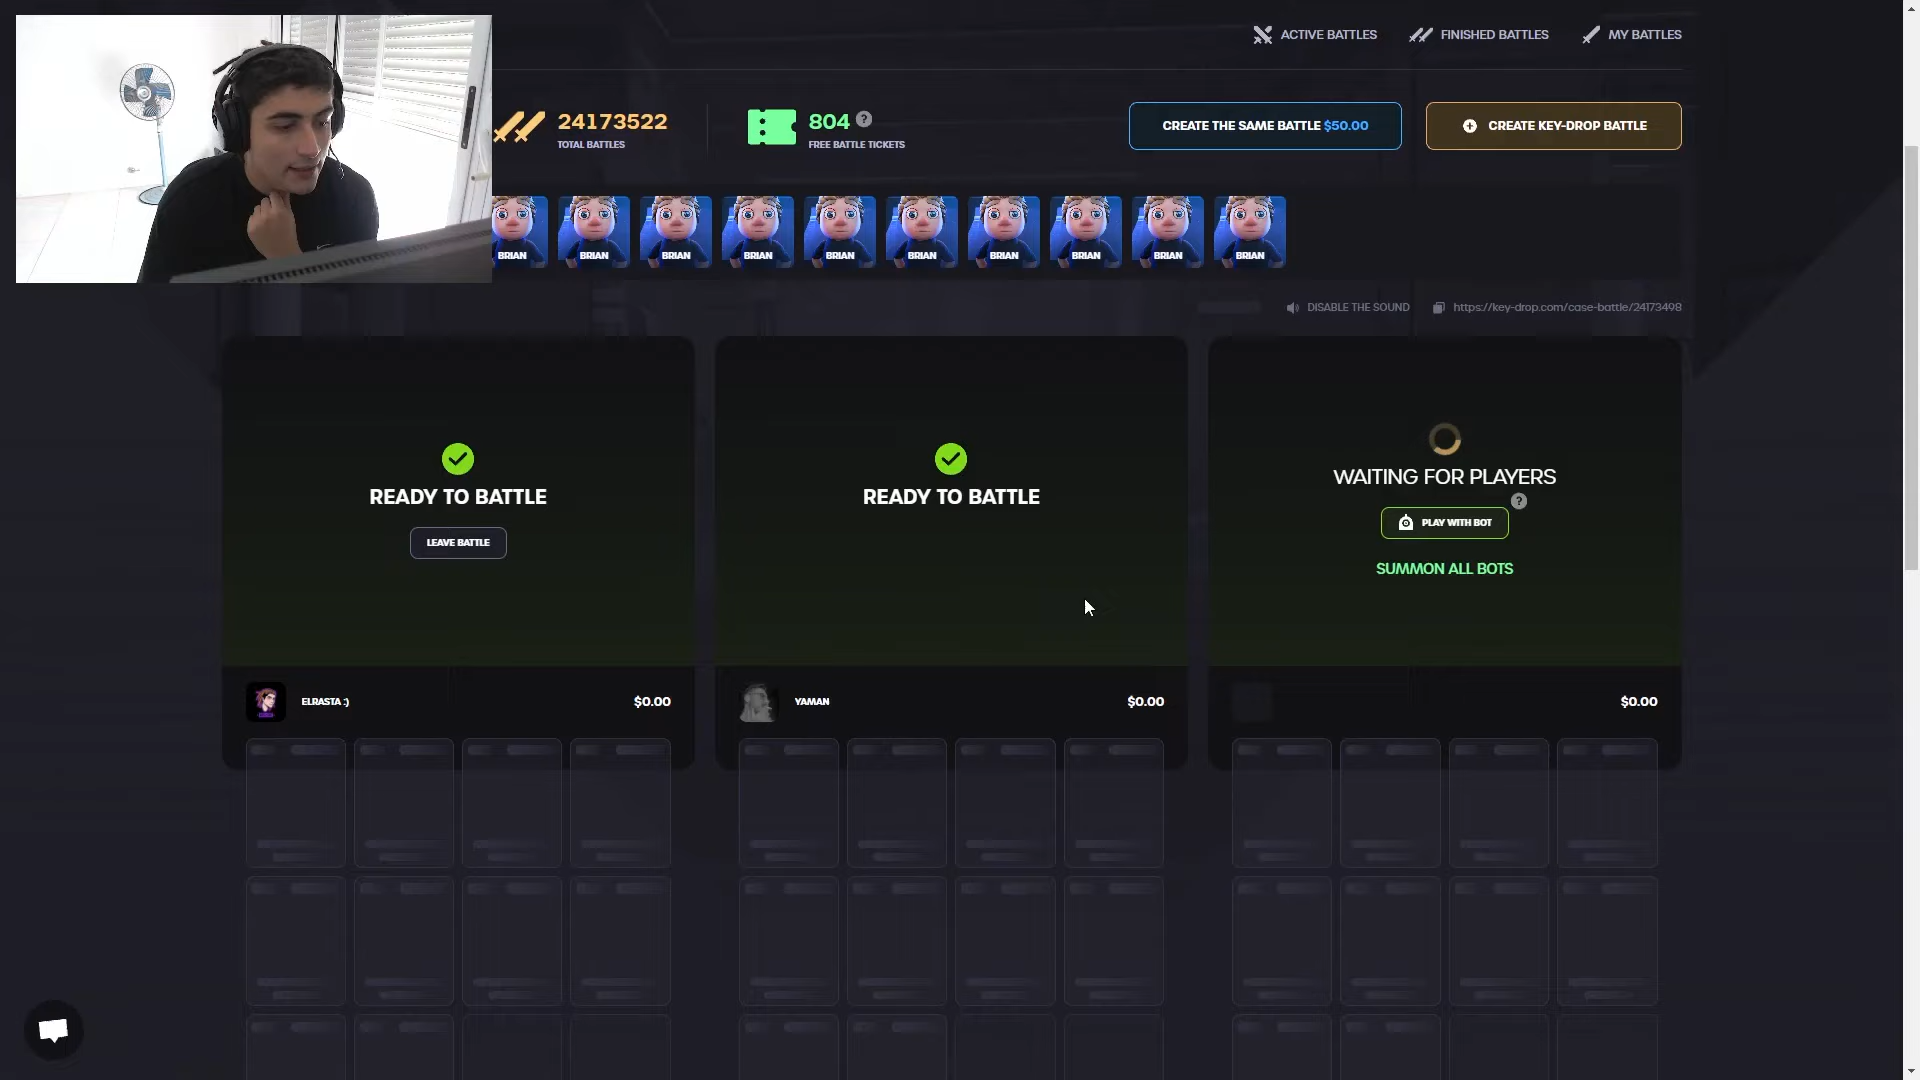 ACTIVE BATTLES
FINISHED BATTLES
MY BATTLES
24173522
TOTAL BATTLES
804 ?
FREE BATTLE TICKETS
CREATE THE SAME BATTLE $50.00
CREATE KEY-DROP BATTLE
BRIAN
BRIAN
BRIAN
BRIAN
BRIAN
BRIAN
BRIAN
BRIAN
BRIAN
BRIAN
DISABLE THE SOUND
https://key-drop.com/case-battle/24173498
READY TO BATTLE
LEAVE BATTLE
READY TO BATTLE
WAITING FOR PLAYERS
?
PLAY WITH BOT
SUMMON ALL BOTS
ELRASTA :)
$0.00
YAMAN
$0.00
$0.00